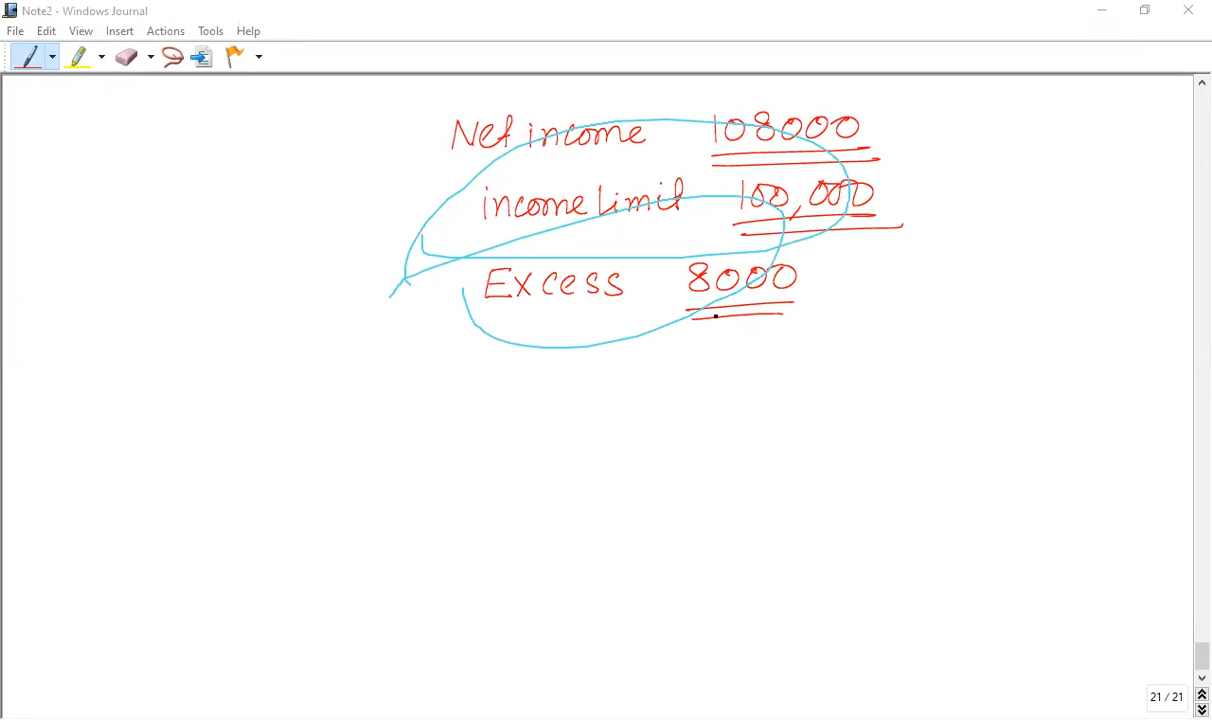 Note2 - Windows Journal
File Edit View Insert Actions Tools Help
Net income 108000
income limit 100,000
Excess 8000
21 / 21